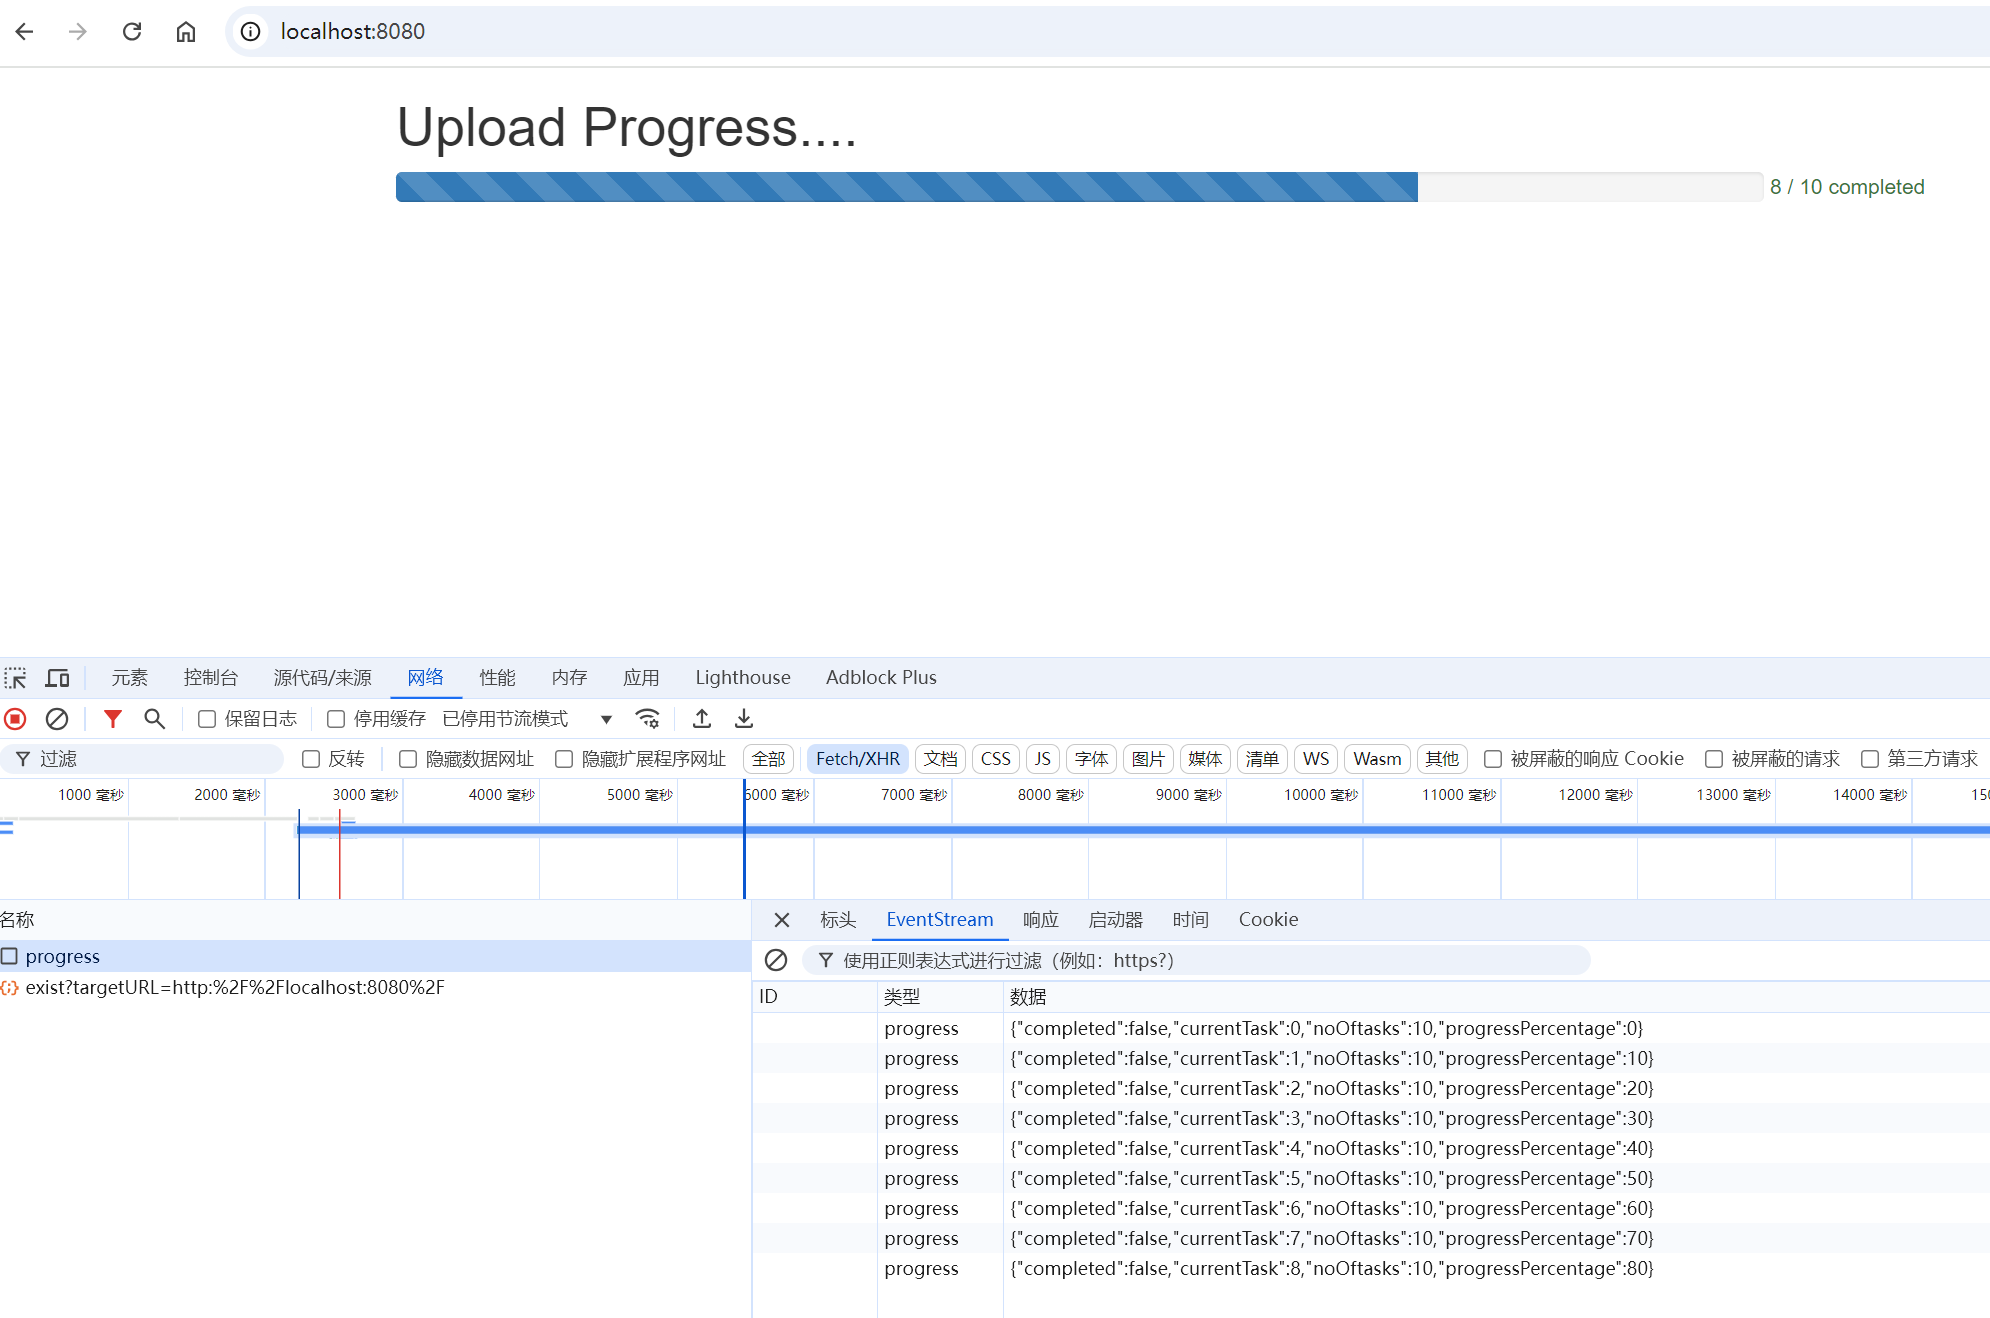 localhost:8080
Upload Progress....
8 / 10 completed
元素 控制台 源代码/来源 网络 性能 内存 应用 Lighthouse Adblock Plus
保留日志 停用缓存 已停用节流模式
过滤 反转 隐藏数据网址 隐藏扩展程序网址 全部 Fetch/XHR 文档 CSS JS 字体 图片 媒体 清单 WS Wasm 其他 被屏蔽的响应 Cookie 被屏蔽的请求 第三方请求
1000 毫秒 2000 毫秒 3000 毫秒 4000 毫秒 5000 毫秒 6000 毫秒 7000 毫秒 8000 毫秒 9000 毫秒 10000 毫秒 11000 毫秒 12000 毫秒 13000 毫秒 14000 毫秒
名称
progress
exist?targetURL=http:%2F%2Flocalhost:8080%2F
标头 EventStream 响应 启动器 时间 Cookie
使用正则表达式进行过滤（例如：https?）
ID 类型 数据
progress {"completed":false,"currentTask":0,"noOftasks":10,"progressPercentage":0}
progress {"completed":false,"currentTask":1,"noOftasks":10,"progressPercentage":10}
progress {"completed":false,"currentTask":2,"noOftasks":10,"progressPercentage":20}
progress {"completed":false,"currentTask":3,"noOftasks":10,"progressPercentage":30}
progress {"completed":false,"currentTask":4,"noOftasks":10,"progressPercentage":40}
progress {"completed":false,"currentTask":5,"noOftasks":10,"progressPercentage":50}
progress {"completed":false,"currentTask":6,"noOftasks":10,"progressPercentage":60}
progress {"completed":false,"currentTask":7,"noOftasks":10,"progressPercentage":70}
progress {"completed":false,"currentTask":8,"noOftasks":10,"progressPercentage":80}